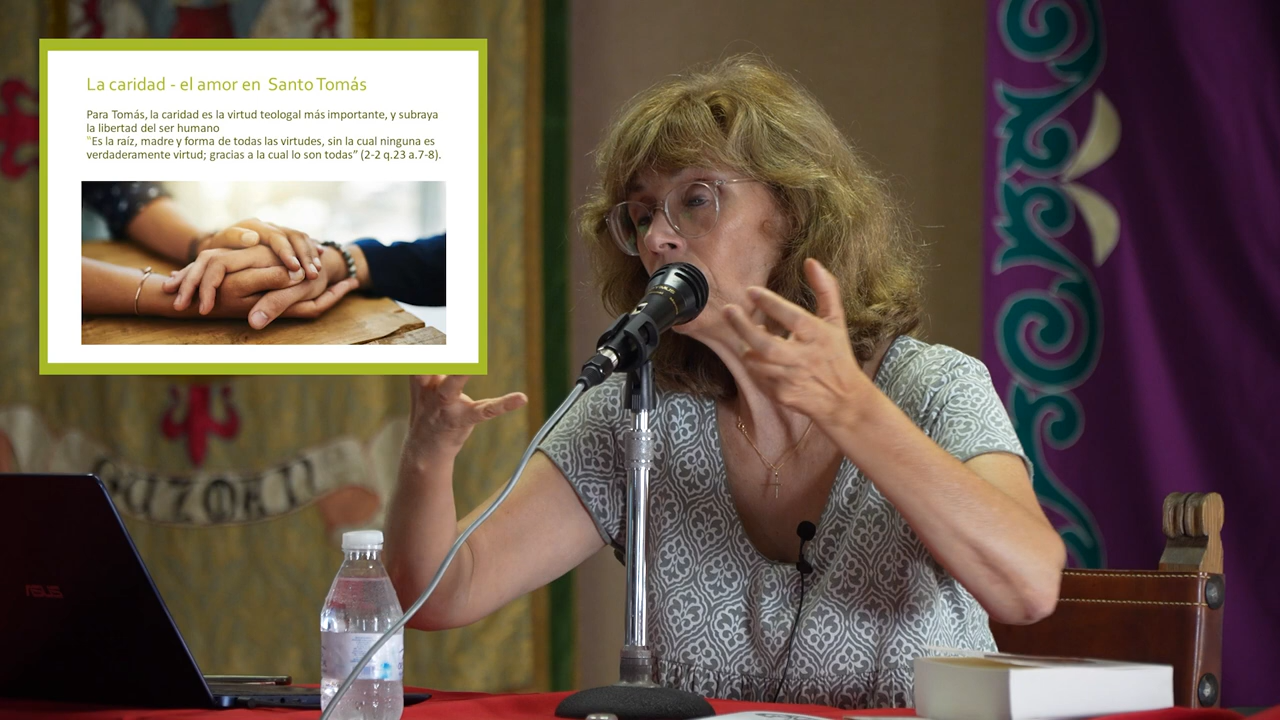 La caridad - el amor en Santo Tomás
Para Tomás, la caridad es la virtud teologal más importante, y subraya
la libertad del ser humano
"Es la raíz, madre y forma de todas las virtudes, sin la cual ninguna es
verdaderamente virtud; gracias a la cual lo son todas" (2-2 q.23 a.7-8).
ASUS